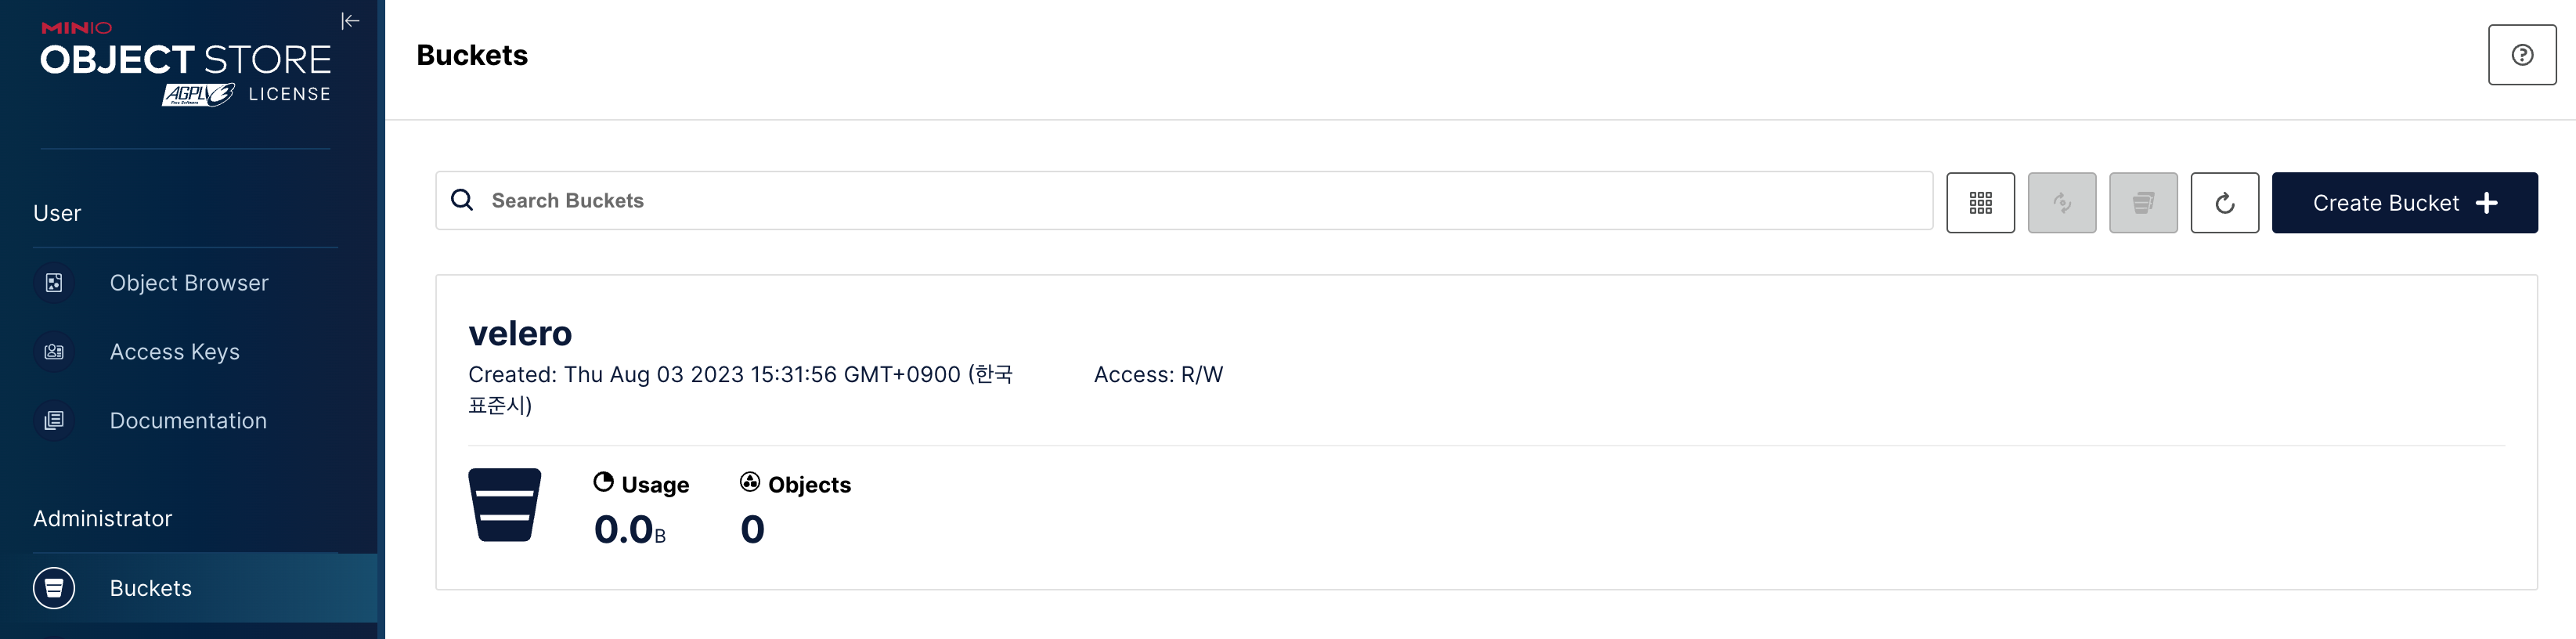 MINIO
OBJECT STORE
AGPLv3 LICENSE
Free Software
User
Object Browser
Access Keys
Documentation
Administrator
Buckets
Buckets
Search Buckets
Create Bucket
velero
Created: Thu Aug 03 2023 15:31:56 GMT+0900 (한국
표준시)
Access: R/W
Usage
0.0B
Objects
0